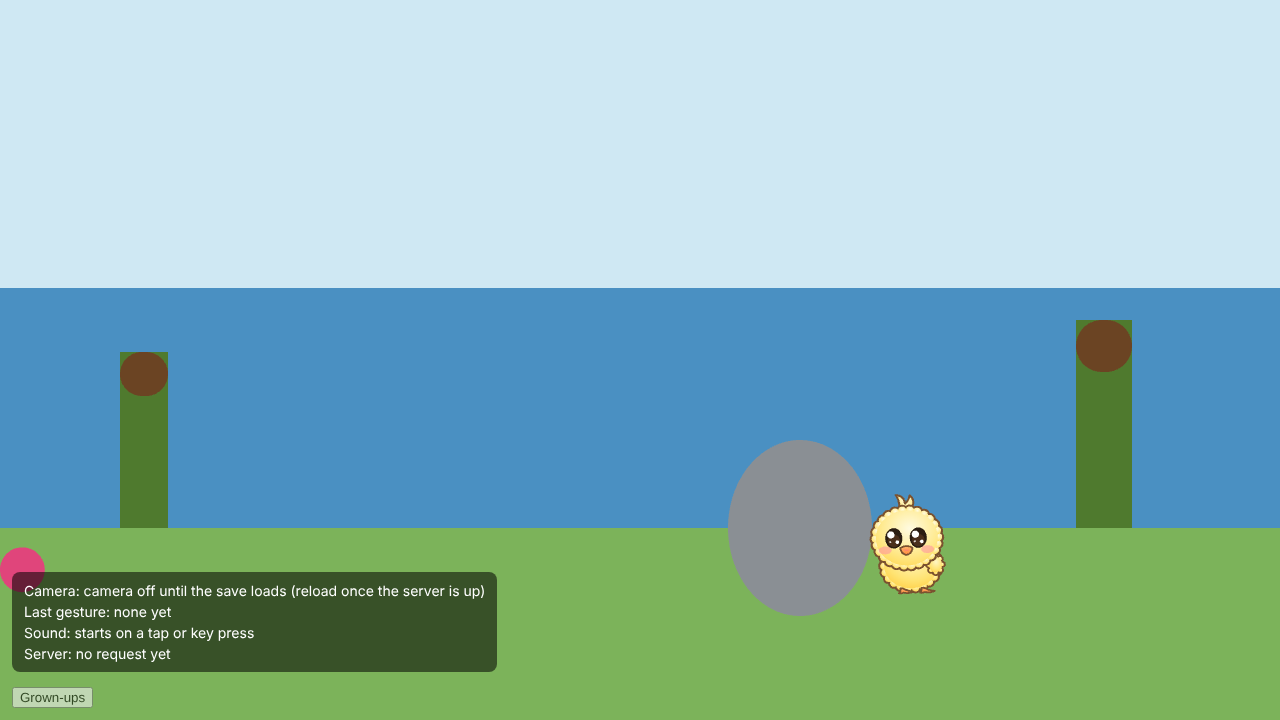 Camera: camera off until the save loads (reload once the server is up)
Last gesture: none yet
Sound: starts on a tap or key press
Server: no request yet
Grown-ups